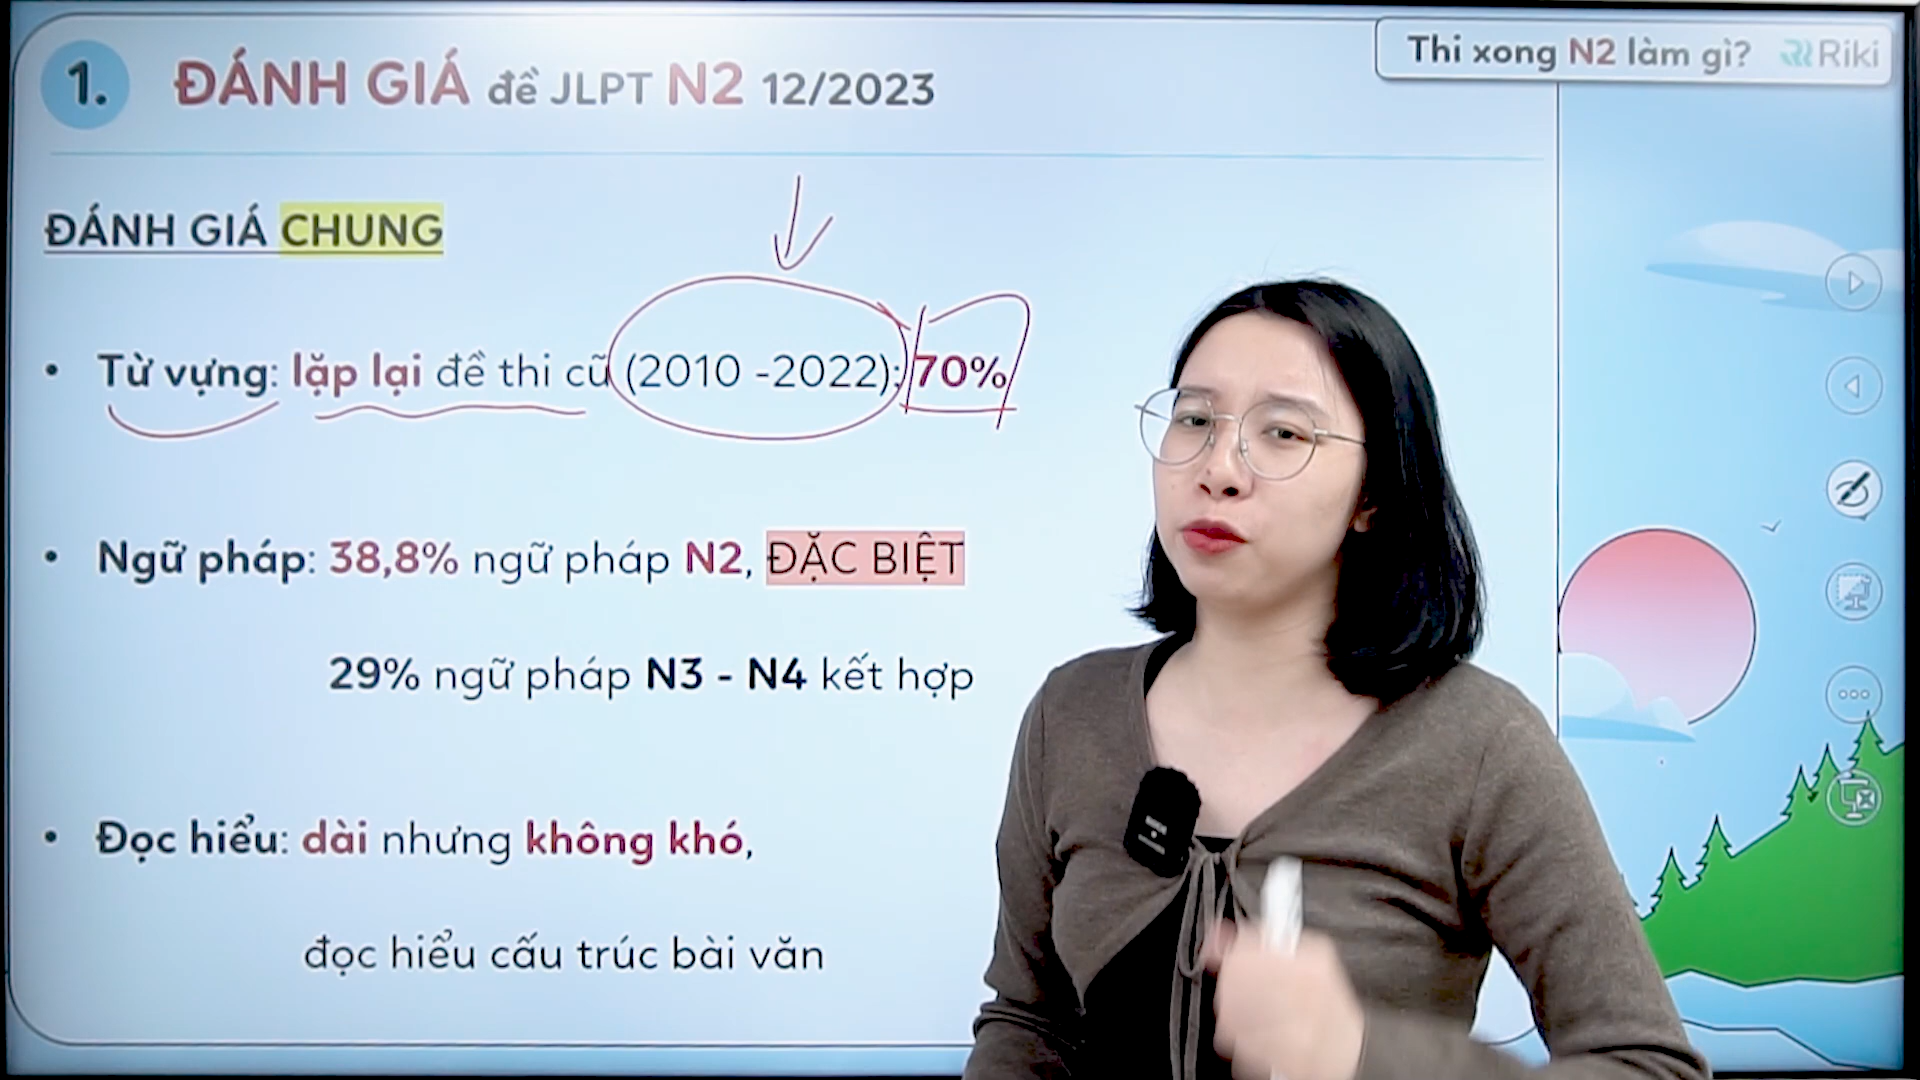 Thi xong N2 làm gì? Riki
1. ĐÁNH GIÁ đề JLPT N2 12/2023
ĐÁNH GIÁ CHUNG
• Từ vựng: lặp lại đề thi cũ (2010 -2022): 70%
• Ngữ pháp: 38,8% ngữ pháp N2, ĐẶC BIỆT
29% ngữ pháp N3 - N4 kết hợp
• Đọc hiểu: dài nhưng không khó,
đọc hiểu cấu trúc bài văn